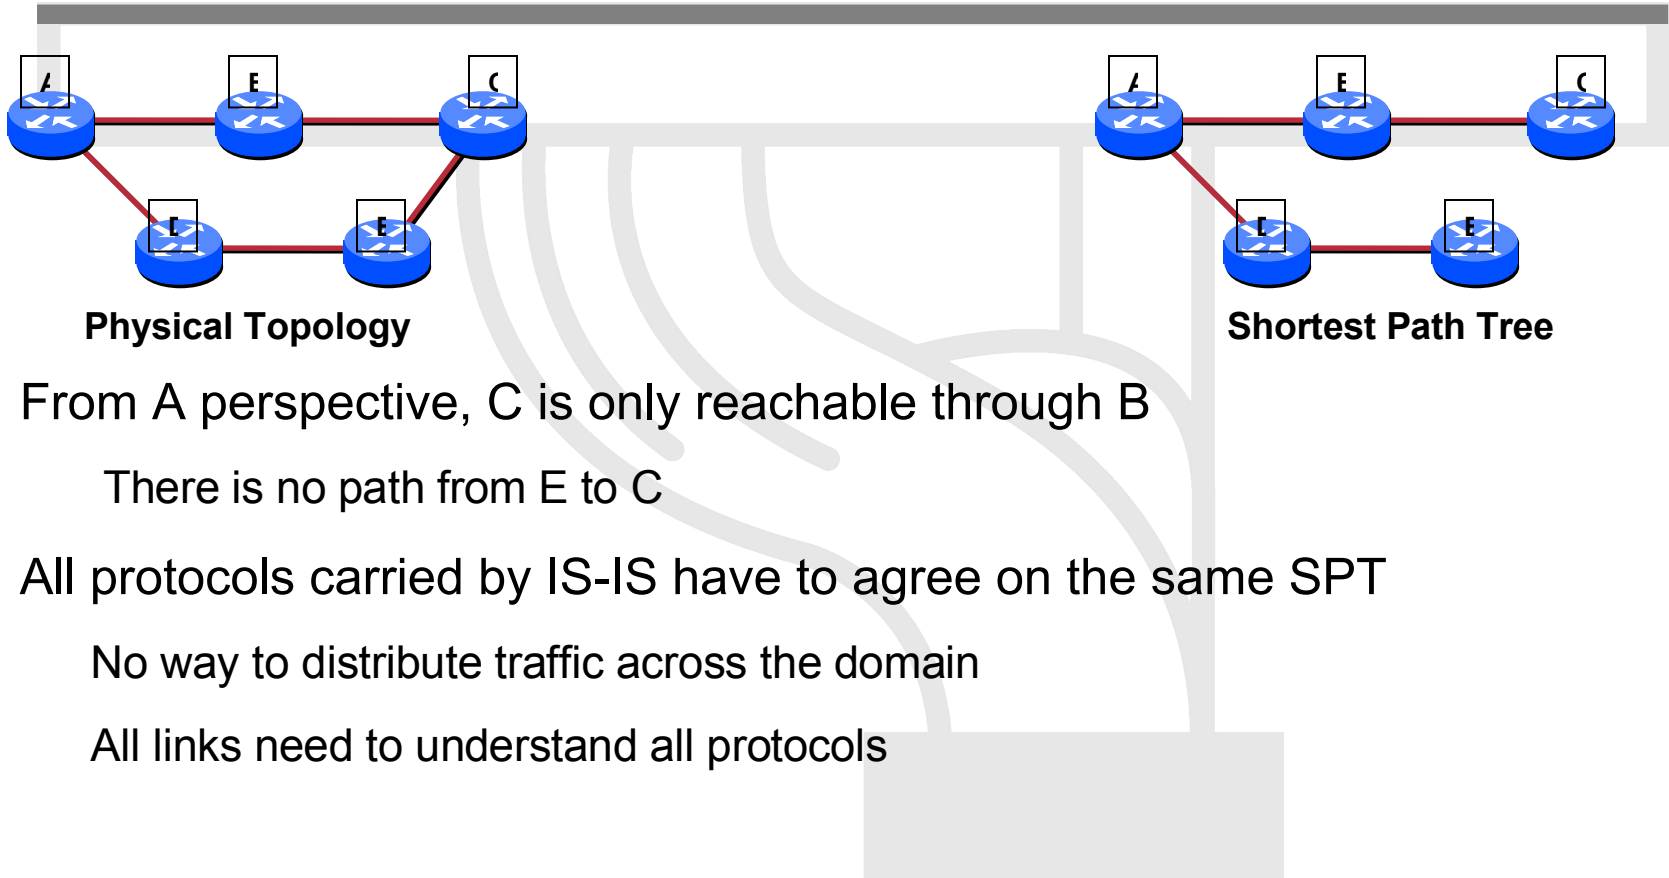 A E C A E C
D E D E
Physical Topology Shortest Path Tree
From A perspective, C is only reachable through B
There is no path from E to C
All protocols carried by IS-IS have to agree on the same SPT
No way to distribute traffic across the domain
All links need to understand all protocols